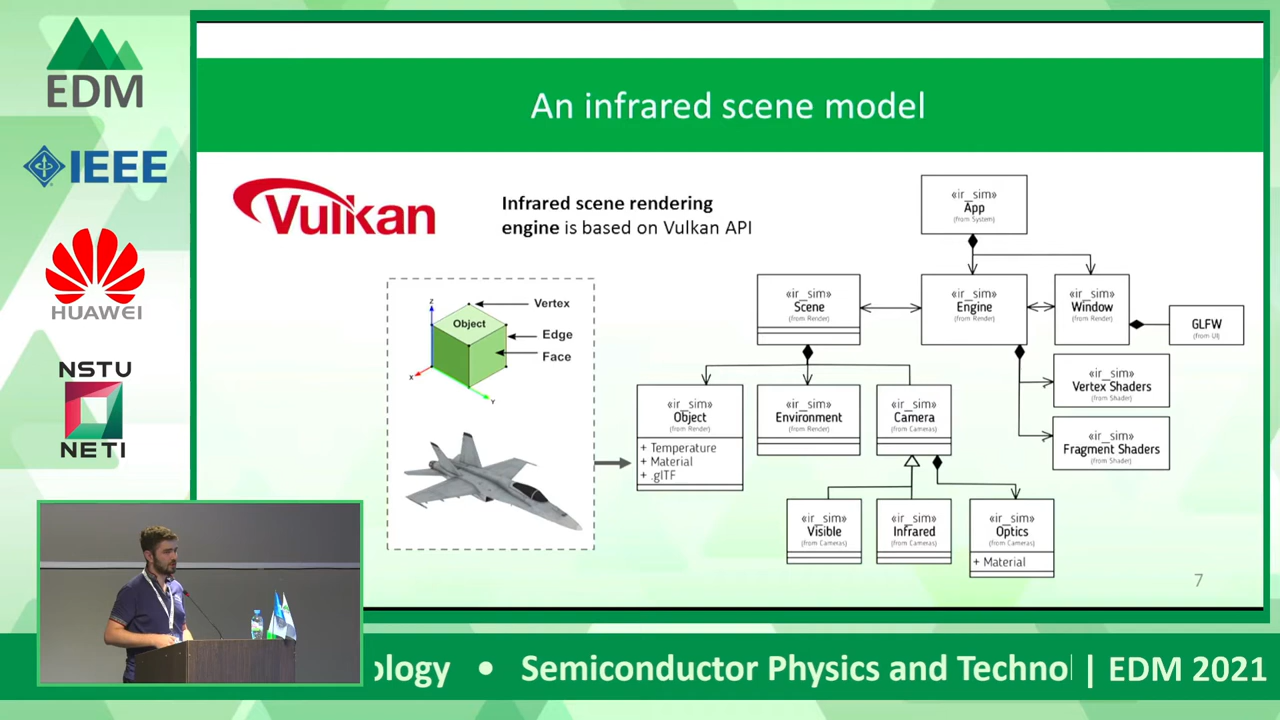 EDM
IEEE
HUAWEI
NSTU
NETI
An infrared scene model
Vulkan
Infrared scene rendering
engine is based on Vulkan API
Z
Object
X
Y
Vertex
Edge
Face
«ir_sim»
App
(from System)
«ir_sim»
Scene
(from Render)
«ir_sim»
Engine
(from Render)
«ir_sim»
Window
(from Render)
GLFW
(from UI)
«ir_sim»
Vertex Shaders
(from Shader)
«ir_sim»
Fragment Shaders
(from Shader)
«ir_sim»
Object
(from Render)
+ Temperature
+ Material
+ .glTF
«ir_sim»
Environment
(from Render)
«ir_sim»
Camera
(from Cameras)
«ir_sim»
Visible
(from Cameras)
«ir_sim»
Infrared
(from Cameras)
«ir_sim»
Optics
(from Cameras)
+ Material
7
ology • Semiconductor Physics and Technol | EDM 2021